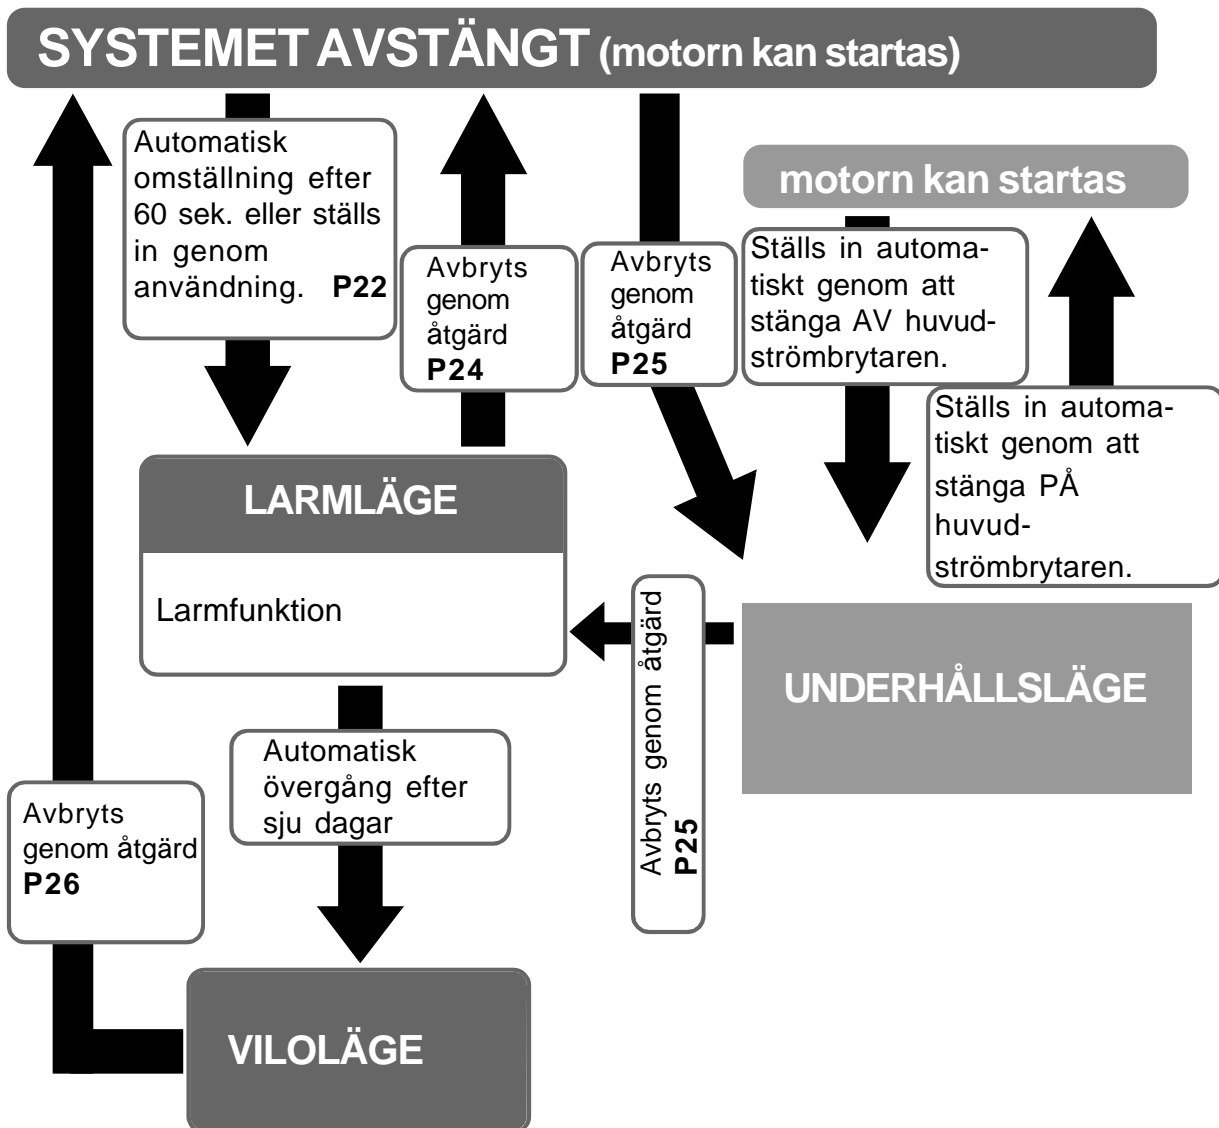 SYSTEMET AVSTÄNGT (motorn kan startas)
Automatisk
omställning efter
60 sek. eller ställs
in genom
användning. P22
Avbryts
genom
åtgärd
P24
Avbryts
genom
åtgärd
P25
motorn kan startas
Ställs in automa-
tiskt genom att
stänga AV huvud-
strömbrytaren.
Ställs in automa-
tiskt genom att
stänga PÅ
huvud-
strömbrytaren.
LARMLÄGE
Larmfunktion
Avbryts genom åtgärd
P25
UNDERHÅLLSLÄGE
Automatisk
övergång efter
sju dagar
Avbryts
genom åtgärd
P26
VILOLÄGE